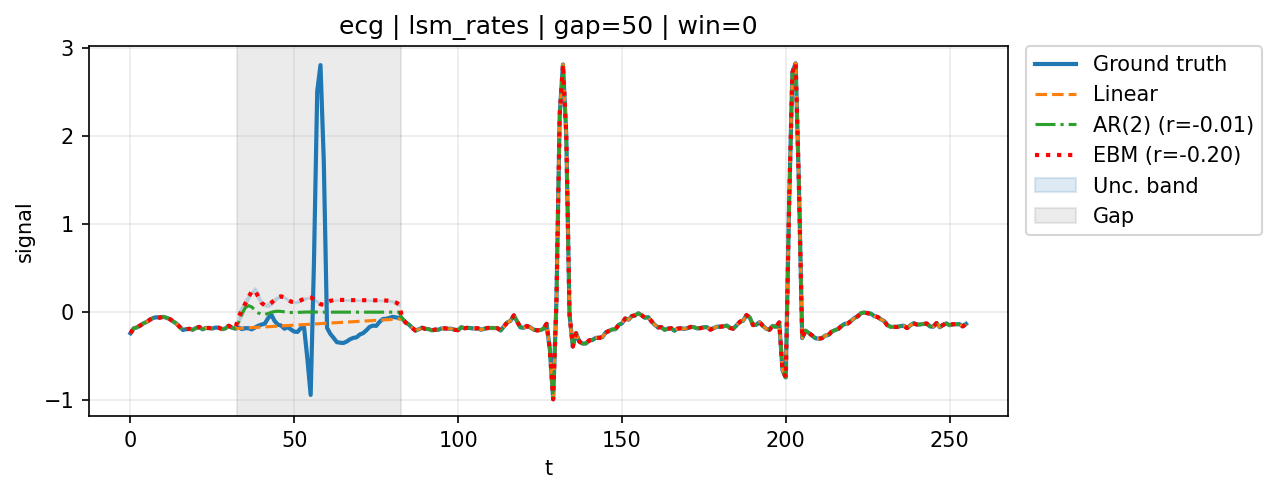 ecg | lsm_rates | gap=50 | win=0
3
2
1
0
−1
signal
0
50
100
150
200
250
t
Ground truth
Linear
AR(2) (r=-0.01)
EBM (r=-0.20)
Unc. band
Gap